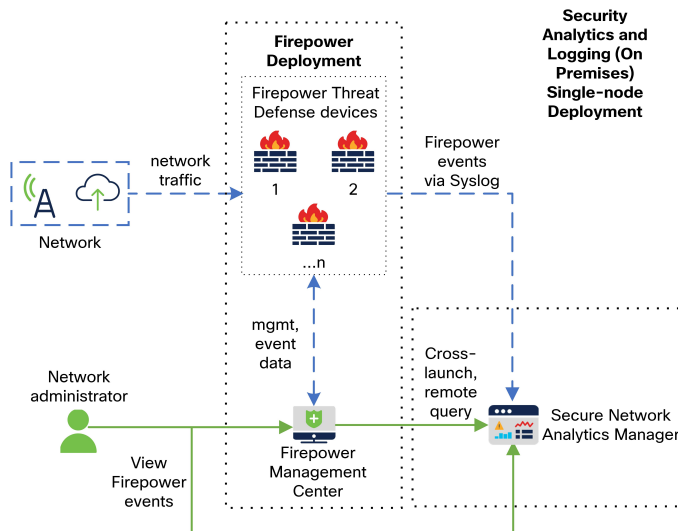 Security
Analytics and
Logging (On
Premises)
Single-node
Deployment
Firepower
Deployment
Firepower Threat
Defense devices
1
2
...n
network
traffic
Network
Firepower
events
via Syslog
mgmt,
event
data
Cross-
launch,
remote
query
Network
administrator
View
Firepower
events
Firepower
Management
Center
Secure Network
Analytics Manager